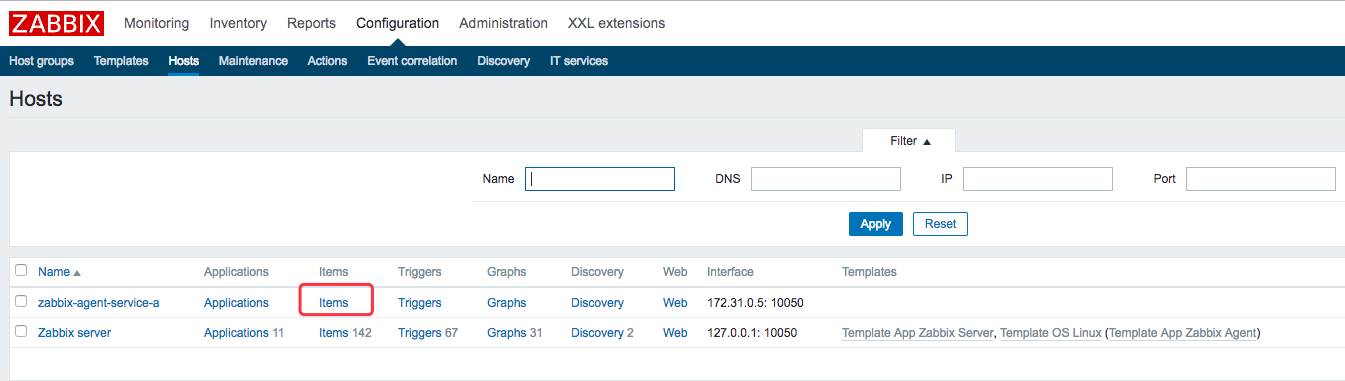 ZABBIX Monitoring Inventory Reports Configuration Administration XXL extensions
Host groups Templates Hosts Maintenance Actions Event correlation Discovery IT services
Hosts
Filter ▲
Name DNS IP Port
Apply Reset
Name ▲ Applications Items Triggers Graphs Discovery Web Interface Templates
zabbix-agent-service-a Applications Items Triggers Graphs Discovery Web 172.31.0.5: 10050
Zabbix server Applications 11 Items 142 Triggers 67 Graphs 31 Discovery 2 Web 127.0.0.1: 10050 Template App Zabbix Server, Template OS Linux (Template App Zabbix Agent)